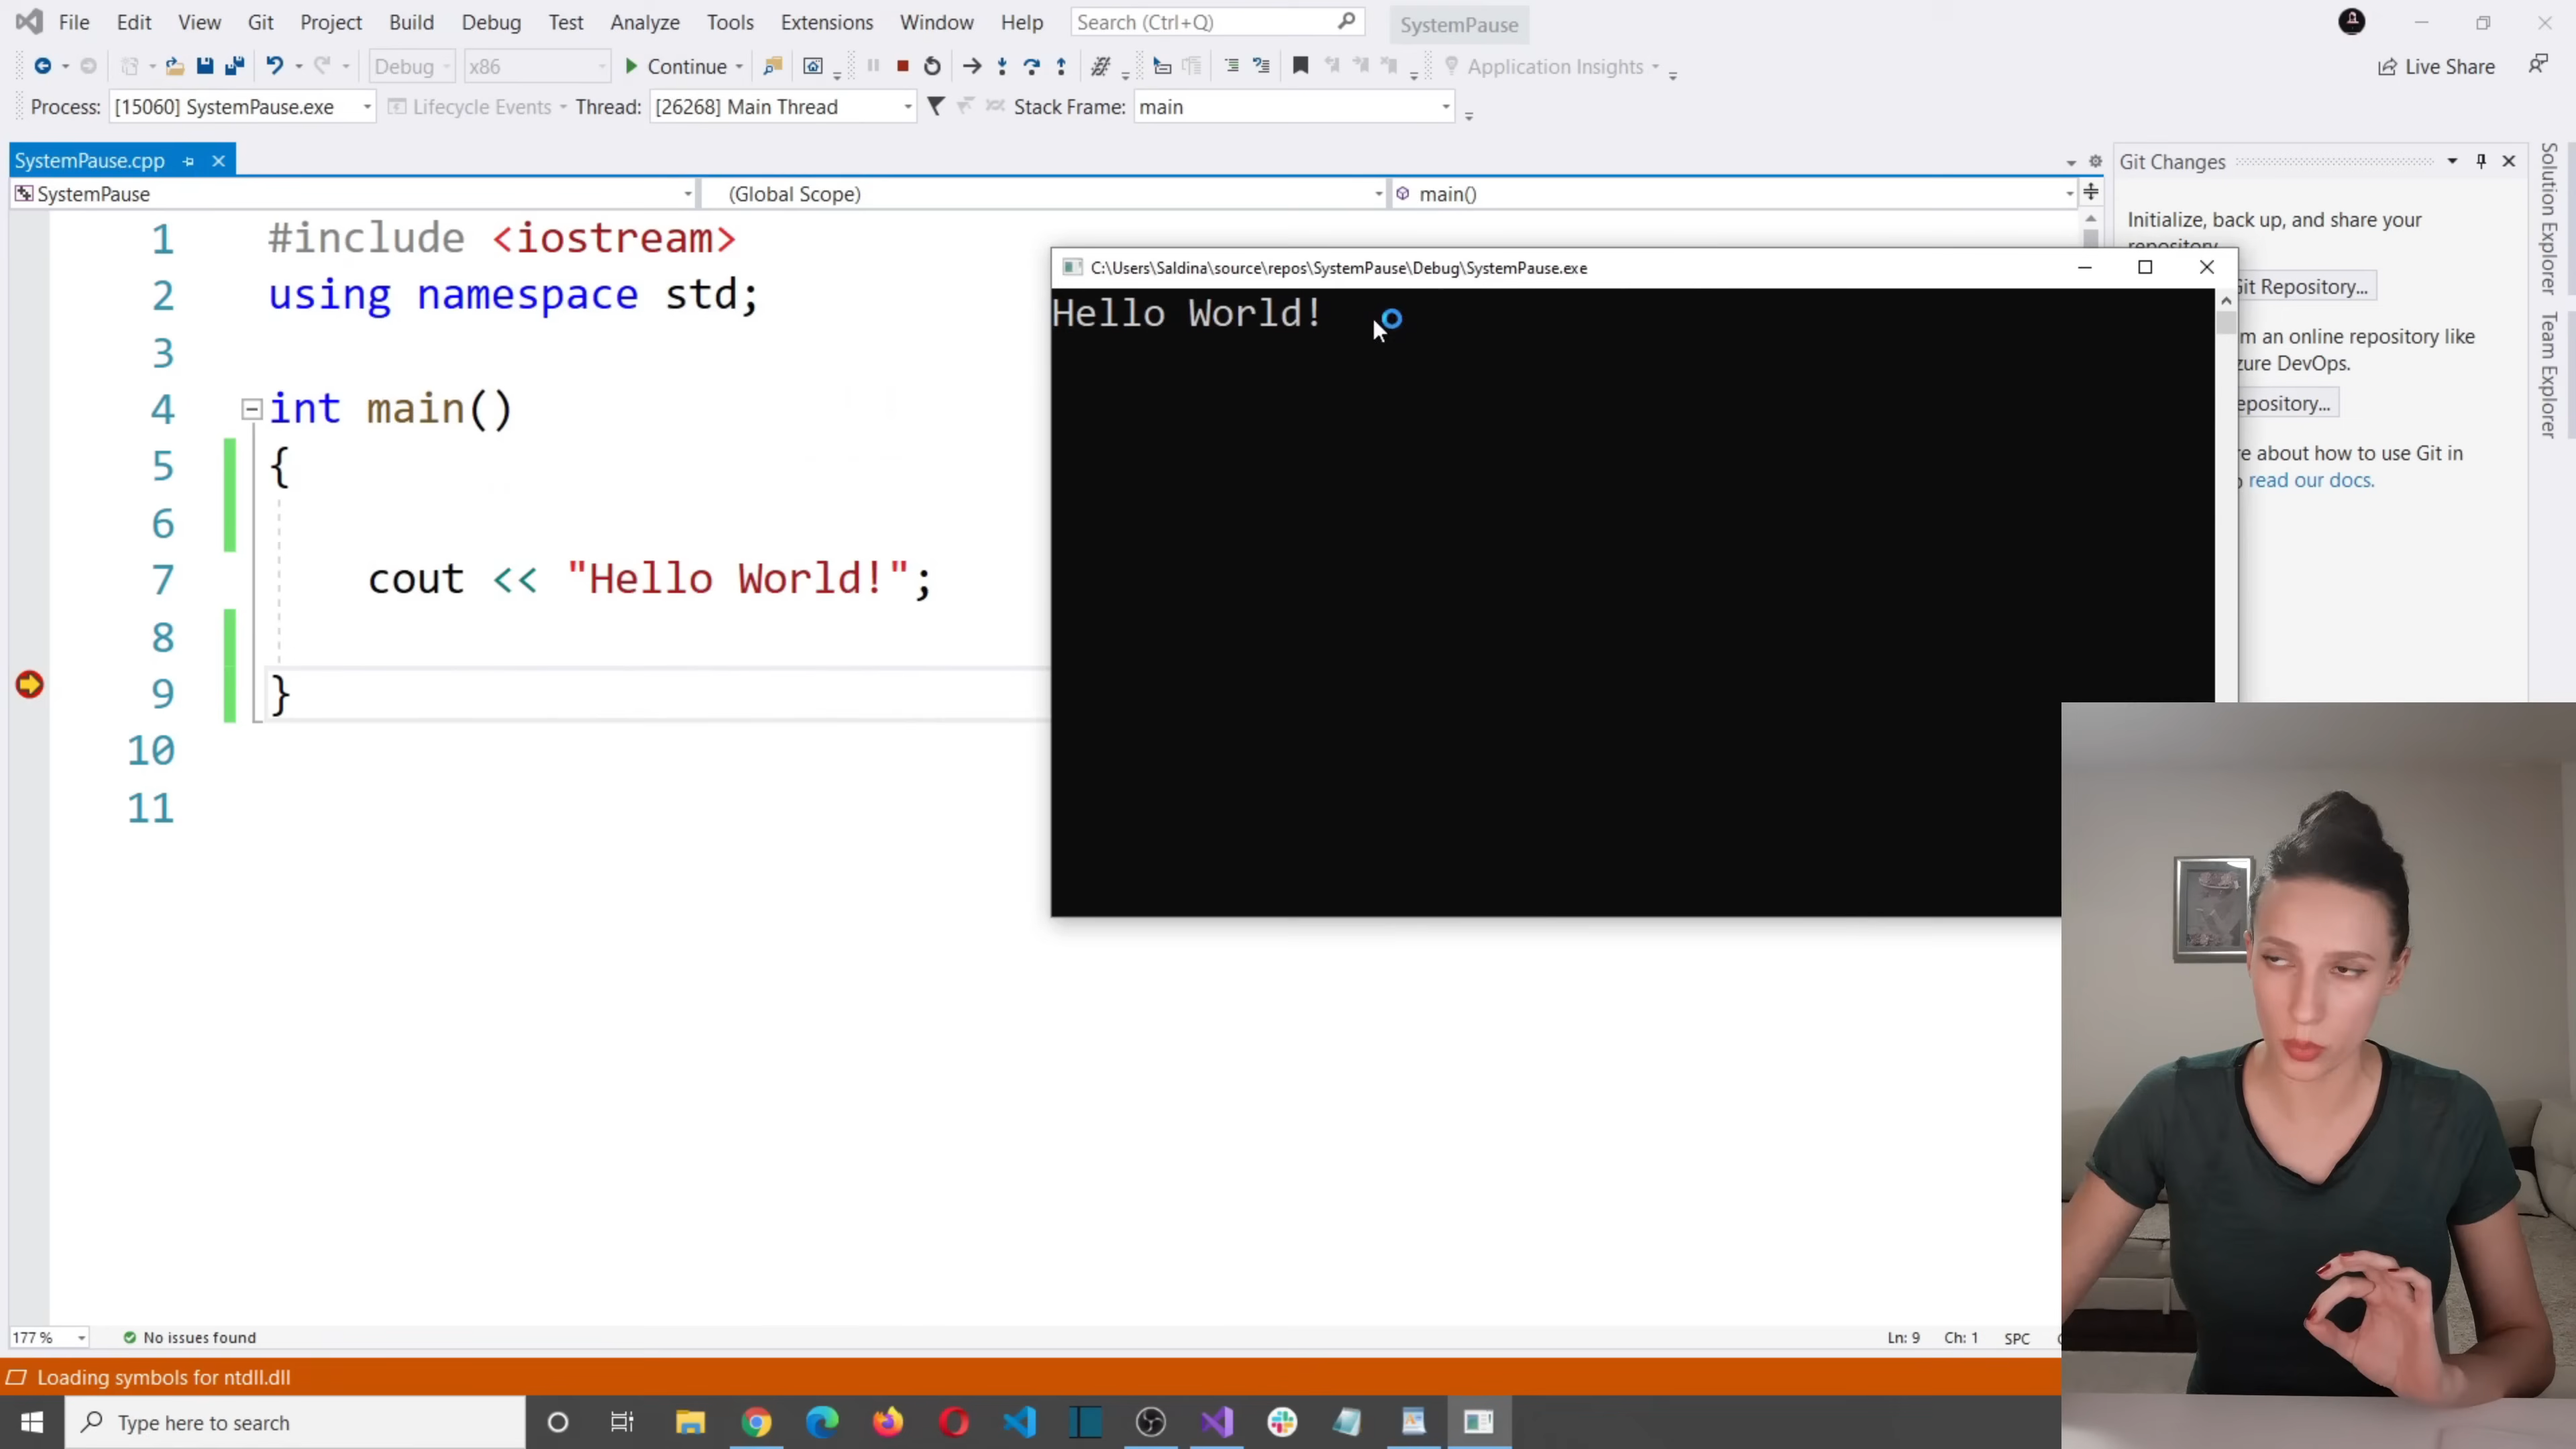 File Edit View Git Project Build Debug Test Analyze Tools Extensions Window Help Search (Ctrl+Q) SystemPause
Debug x86 Continue Application Insights Live Share
Process: [15060] SystemPause.exe Lifecycle Events Thread: [26268] Main Thread Stack Frame: main
SystemPause.cpp
SystemPause (Global Scope) main()
1 #include <iostream>
2 using namespace std;
3
4 int main()
5 {
6
7 cout << "Hello World!";
8
9 }
10
11
C:\Users\Saldina\source\repos\SystemPause\Debug\SystemPause.exe
Hello World!
Git Changes
Initialize, back up, and share your
repository
Git Repository...
an online repository like
DevOps.
about how to use Git in
read our docs.
Solution Explorer
Team Explorer
177 % No issues found Ln: 9 Ch: 1 SPC
Loading symbols for ntdll.dll
Type here to search